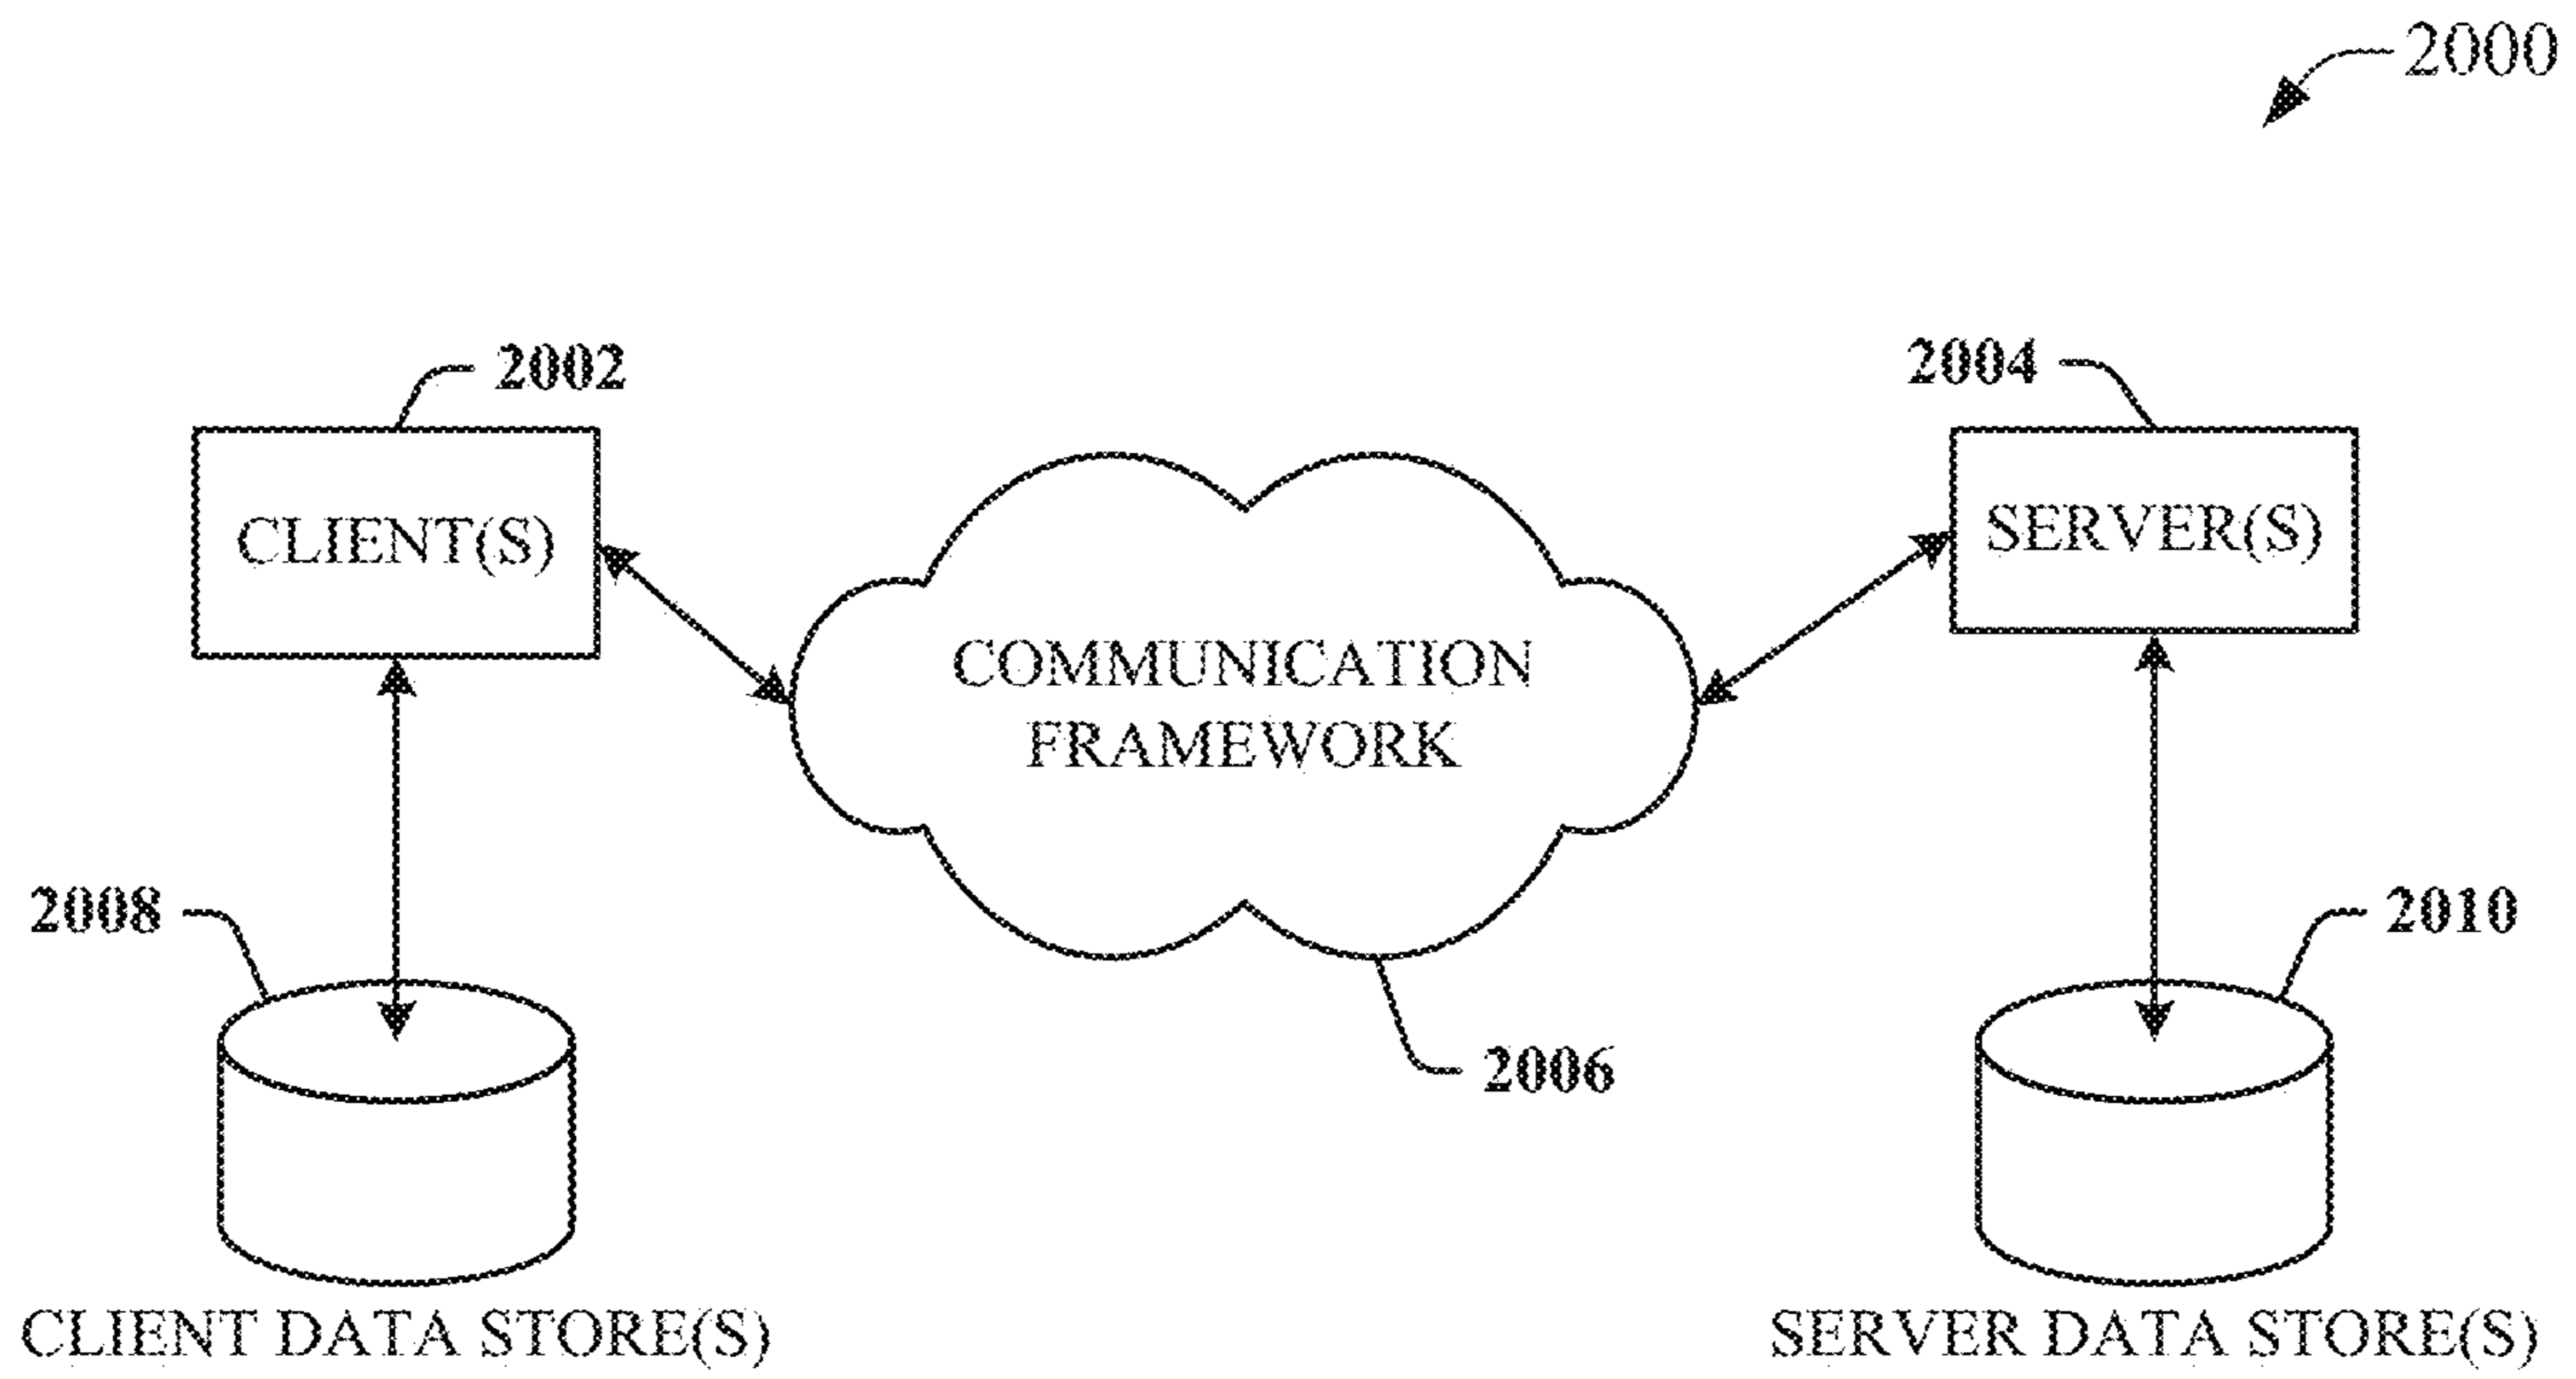 2000
2002
2004
CLIENT(S)
SERVER(S)
COMMUNICATION
FRAMEWORK
2008
2010
2006
CLIENT DATA STORE(S)
SERVER DATA STORE(S)